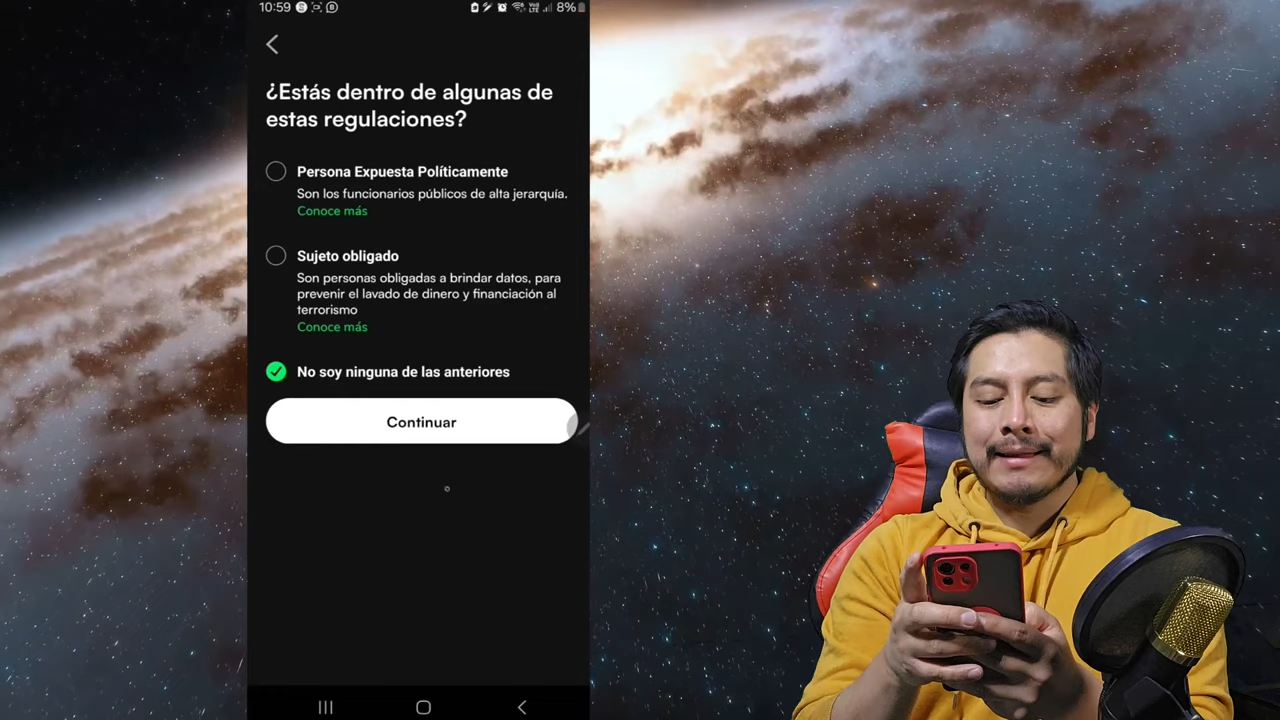 10:59
8%
¿Estás dentro de algunas de
estas regulaciones?
Persona Expuesta Políticamente
Son los funcionarios públicos de alta jerarquía.
Conoce más
Sujeto obligado
Son personas obligadas a brindar datos, para
prevenir el lavado de dinero y financiación al
terrorismo
Conoce más
No soy ninguna de las anteriores
Continuar